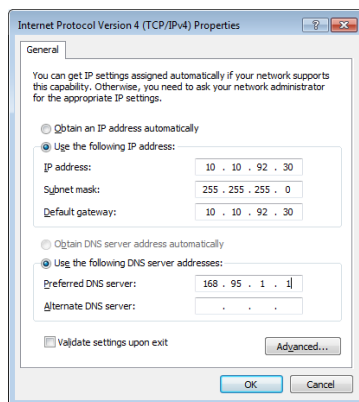 Internet Protocol Version 4 (TCP/IPv4) Properties
General
You can get IP settings assigned automatically if your network supports
this capability. Otherwise, you need to ask your network administrator
for the appropriate IP settings.
Obtain an IP address automatically
Use the following IP address:
IP address: 10 . 10 . 92 . 30
Subnet mask: 255 . 255 . 255 . 0
Default gateway: 10 . 10 . 92 . 30
Obtain DNS server address automatically
Use the following DNS server addresses:
Preferred DNS server: 168 . 95 . 1 . 1
Alternate DNS server: . . .
Validate settings upon exit
Advanced...
OK Cancel